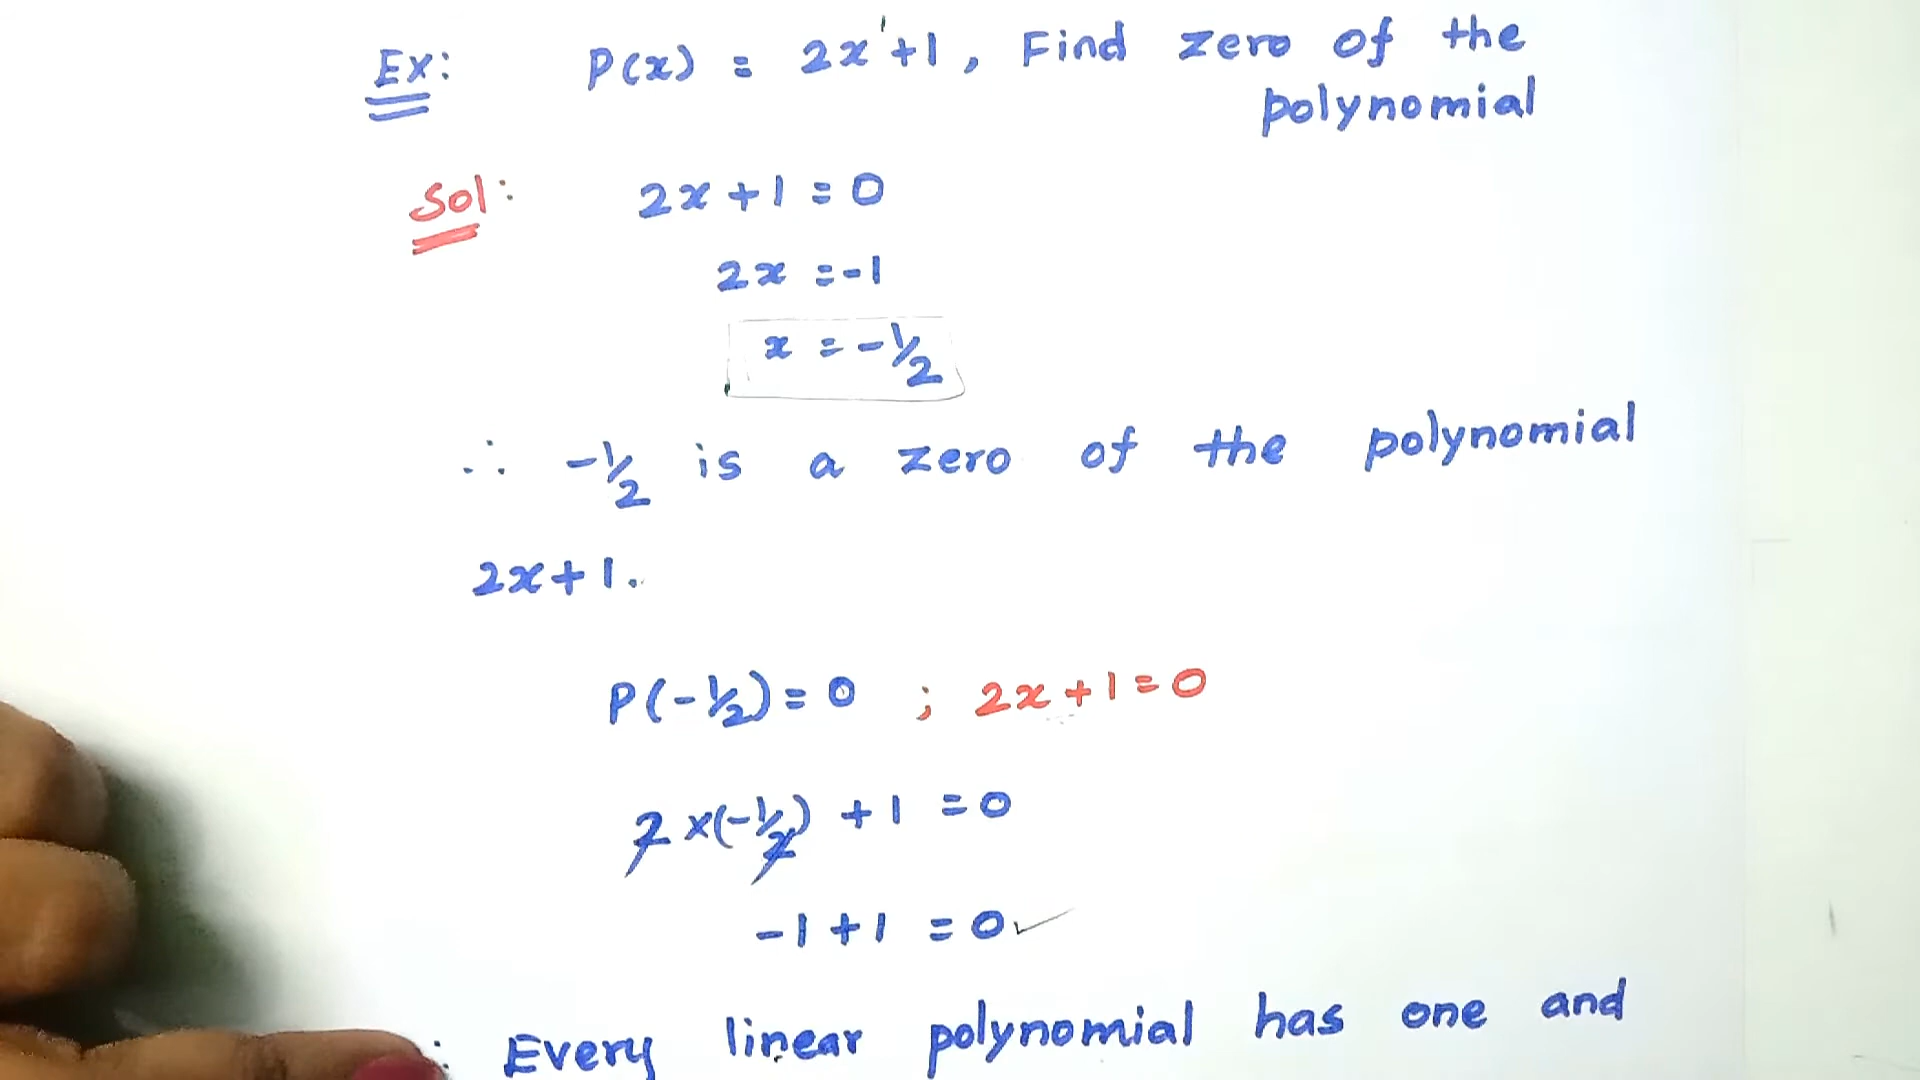 Ex: P(x) = 2x¹+1, Find zero of the
polynomial
Sol: 2x+1=0
2x=-1
x=-1/2
∴ -1/2 is a zero of the polynomial
2x+1.
P(-1/2)=0 ; 2x+1=0
2×(-1/2)+1=0
-1+1=0✓
: Every linear polynomial has one and